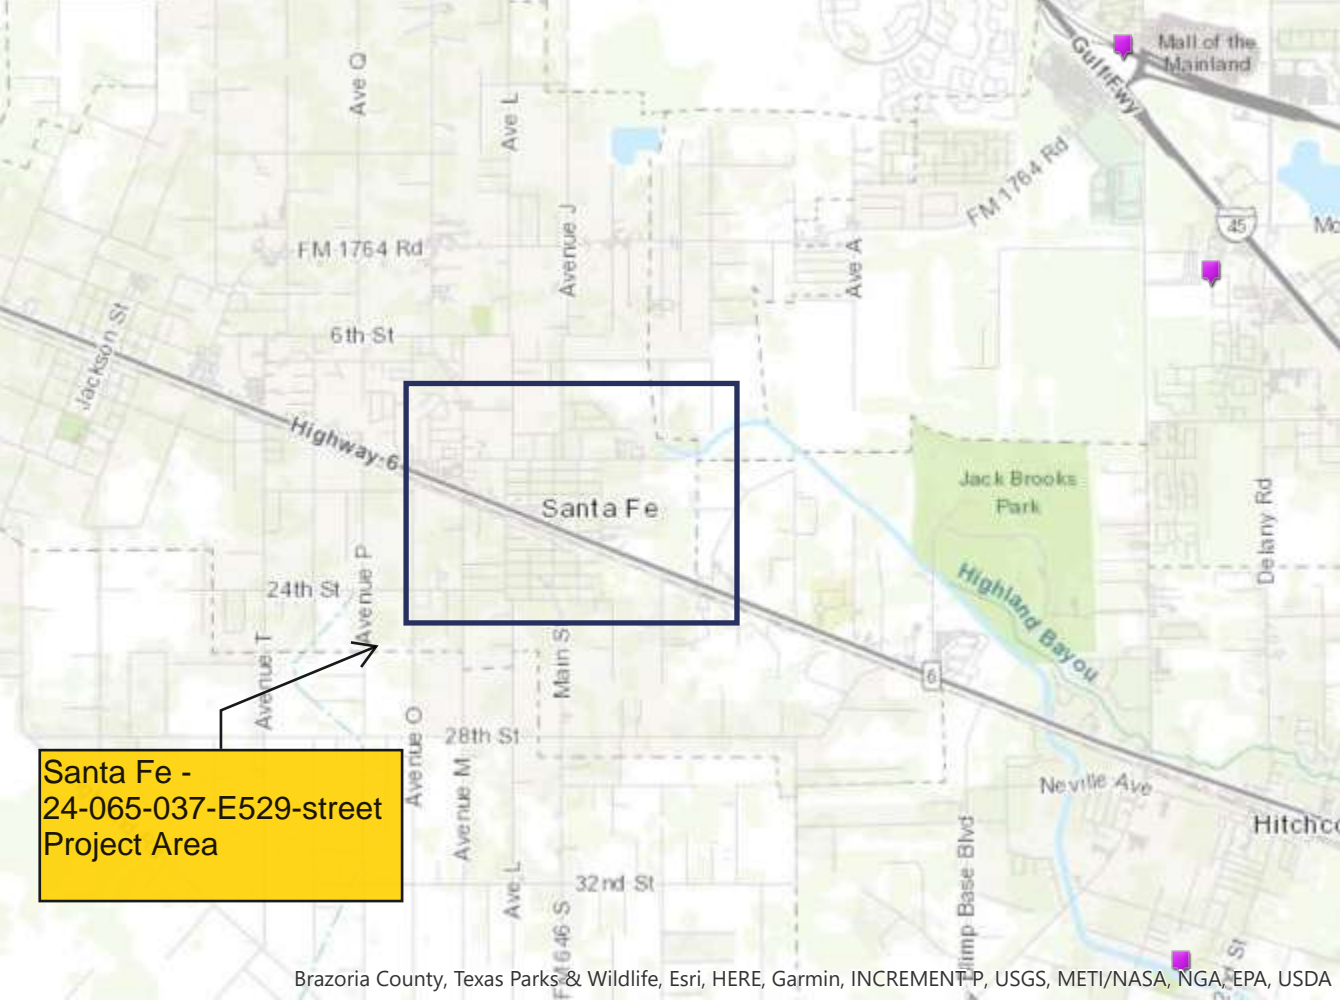 Mall of the
Mainland
Gulf Fwy
Ave Q
Ave L
FM 1764 Rd
Avenue J
45
FM 1764 Rd
Ave A
Jackson St
6th St
Highway 6
Santa Fe
Jack Brooks
Park
Delany Rd
24th St
Avenue P
Highland Bayou
Avenue T
Main S
6
Avenue O
28th St
Avenue M
Neville Ave
Santa Fe -
24-065-037-E529-street
Project Area
Hitchco
Blimp Base Blvd
32nd St
Ave L
FM 646 S
St
Brazoria County, Texas Parks & Wildlife, Esri, HERE, Garmin, INCREMENT P, USGS, METI/NASA, NGA, EPA, USDA